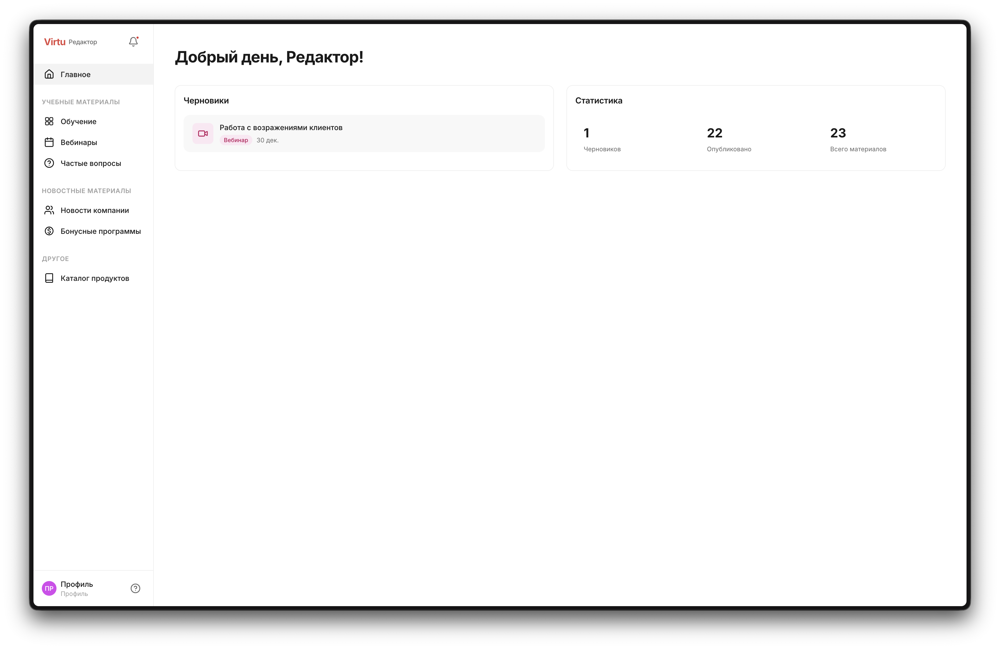 Virtu Редактор
Главное
УЧЕБНЫЕ МАТЕРИАЛЫ
Обучение
Вебинары
Частые вопросы
НОВОСТНЫЕ МАТЕРИАЛЫ
Новости компании
Бонусные программы
ДРУГОЕ
Каталог продуктов
ПР
Профиль
Профиль
Добрый день, Редактор!
Черновики
Работа с возражениями клиентов
Вебинар 30 дек.
Статистика
1
Черновиков
22
Опубликовано
23
Всего материалов